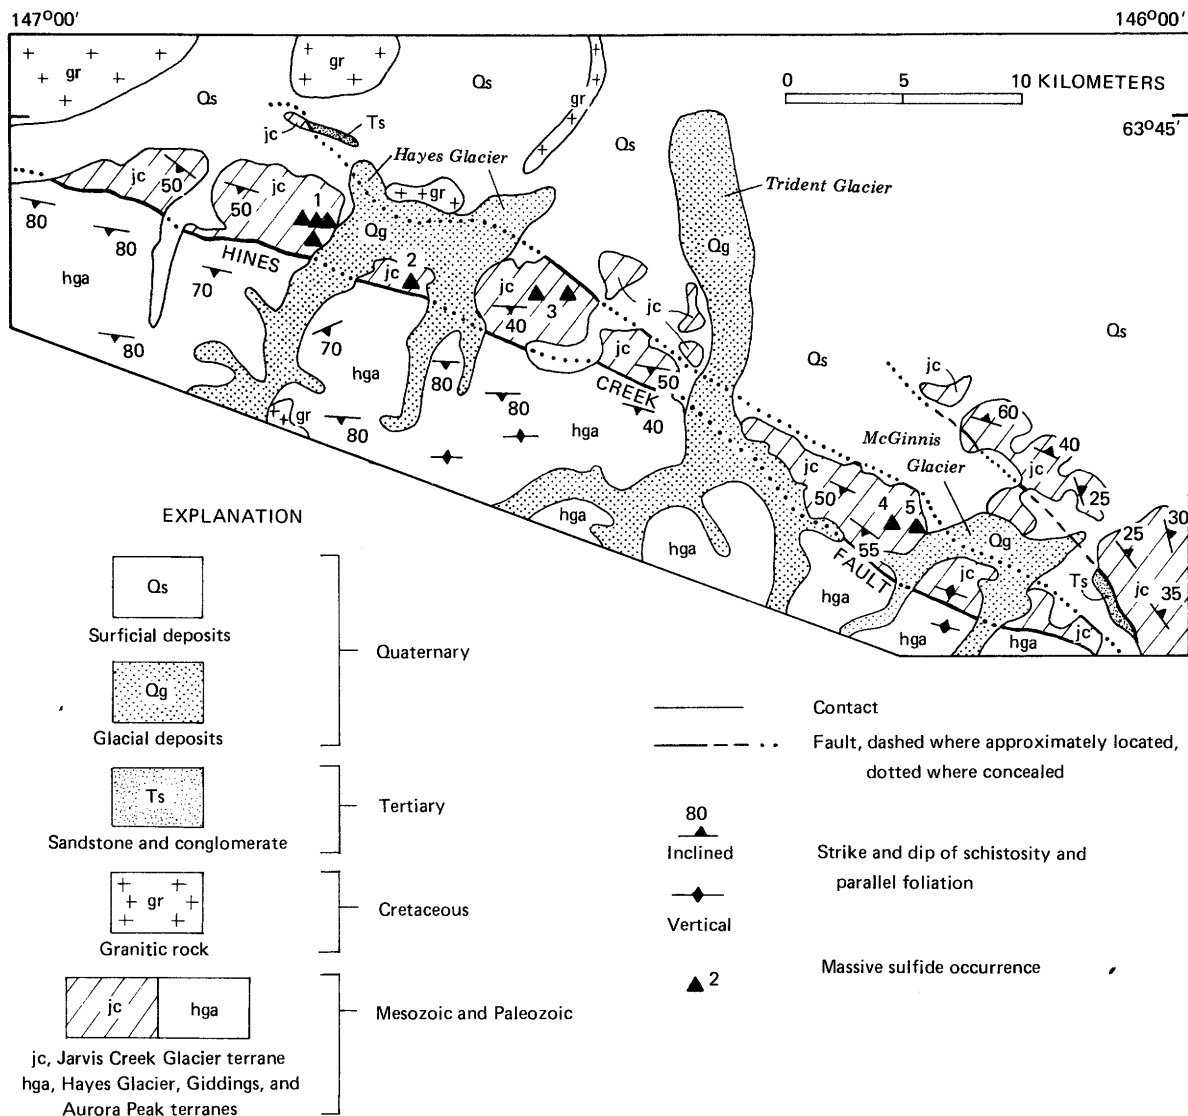 147°00′
146°00′
0 5 10 KILOMETERS
63°45′
gr
gr
gr
Qs
Qs
Qs
jc
Ts
Hayes Glacier
Trident Glacier
jc
50
jc
50
1
gr
Qg
Qg
80
80
HINES
hga
70
2
jc
jc
3
40
jc
Qs
Qs
80
70
hga
80
jc
50
CREEK
40
80
hga
gr
80
jc
60
McGinnis
Glacier
40
jc
25
jc
50
4
5
55
FAULT
Qg
25
30
hga
hga
hga
jc
Ts
jc
35
hga
hga
jc
EXPLANATION
Qs
Surficial deposits
Qg
Glacial deposits
Quaternary
Ts
Sandstone and conglomerate
Tertiary
gr
Granitic rock
Cretaceous
jc
hga
Mesozoic and Paleozoic
jc, Jarvis Creek Glacier terrane
hga, Hayes Glacier, Giddings, and
Aurora Peak terranes
Contact
Fault, dashed where approximately located,
dotted where concealed
80
Inclined
Vertical
Strike and dip of schistosity and
parallel foliation
2
Massive sulfide occurrence